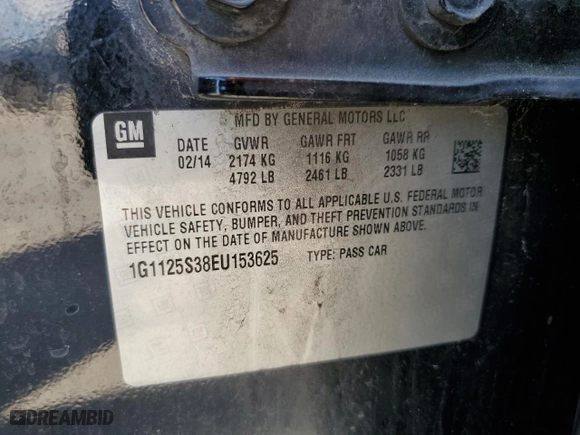 GM
MFD BY GENERAL MOTORS LLC
DATE GVWR GAWR FRT GAWR RR
02/14 2174 KG 1116 KG 1058 KG
4792 LB 2461 LB 2331 LB
THIS VEHICLE CONFORMS TO ALL APPLICABLE U.S. FEDERAL MOTOR
VEHICLE SAFETY, BUMPER, AND THEFT PREVENTION STANDARDS IN
EFFECT ON THE DATE OF MANUFACTURE SHOWN ABOVE.
1G1125S38EU153625 TYPE: PASS CAR
DREAMBID